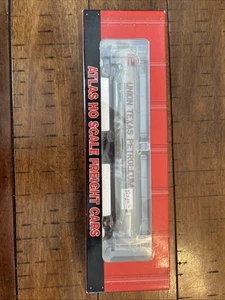 ATLAS HO SCALE FREIGHT CARS
UNION TEXAS PETROLEUM